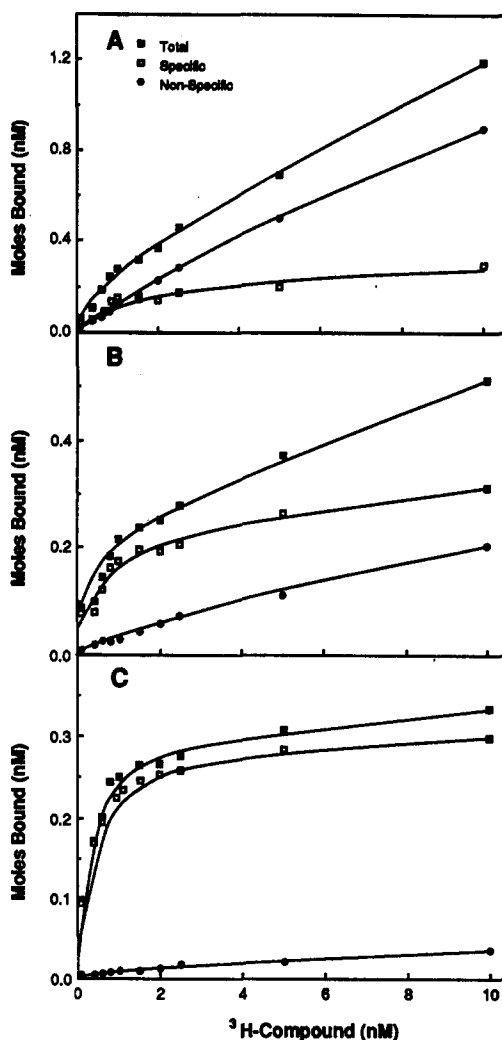 A
Total
Specific
Non-Specific
1.2
0.8
0.4
0.0
Moles Bound (nM)
B
0.4
0.2
0.0
Moles Bound (nM)
C
0.3
0.2
0.1
0.0
Moles Bound (nM)
0 2 4 6 8 10
³H-Compound (nM)